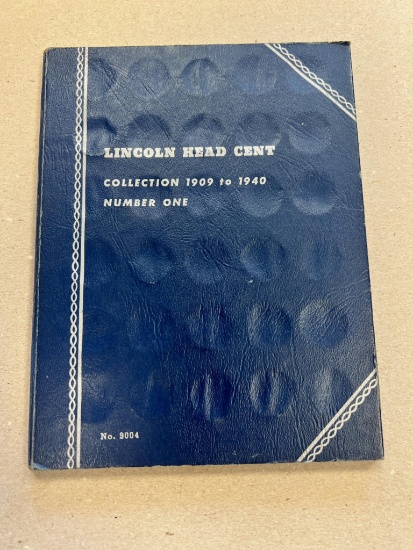 LINCOLN HEAD CENT
COLLECTION 1909 to 1940
NUMBER ONE
No. 9004